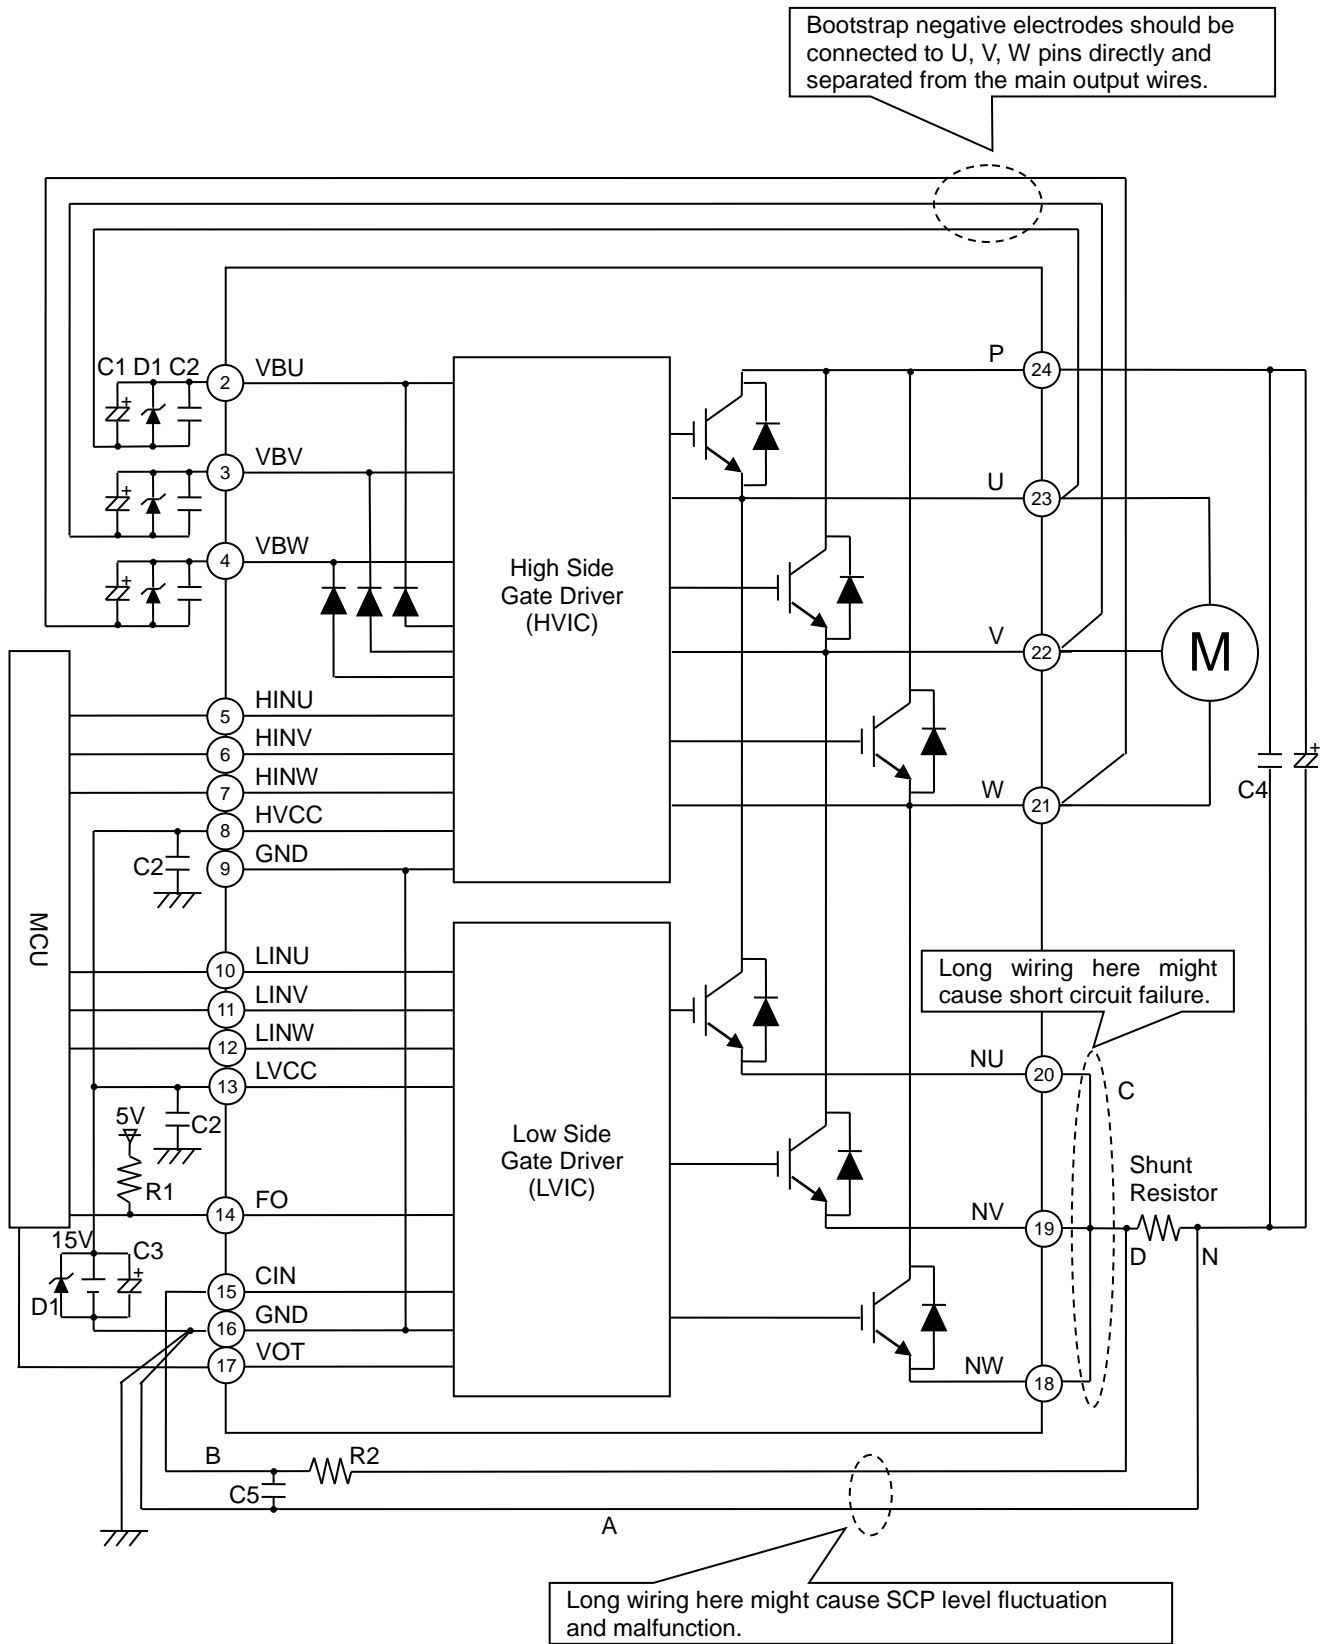 Bootstrap negative electrodes should be
connected to U, V, W pins directly and
separated from the main output wires.
C1 D1 C2
2
VBU
P
24
3
VBV
U
23
4
VBW
High Side
Gate Driver
(HVIC)
V
22
M
5
HINU
6
HINV
7
HINW
W
21
C4
8
HVCC
C2
9
GND
MCU
10
LINU
Long wiring here might
cause short circuit failure.
11
LINV
12
LINW
13
LVCC
NU
20
C
5V
C2
Low Side
Gate Driver
(LVIC)
Shunt
Resistor
R1
14
FO
NV
19
D
N
15V
C3
D1
15
CIN
16
GND
17
VOT
NW
18
B
R2
C5
A
Long wiring here might cause SCP level fluctuation
and malfunction.
+
+
+
+
+